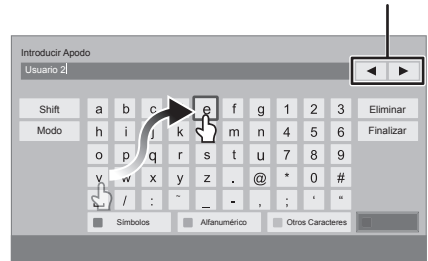 Introducir Apodo
Usuario 2
Shift a b c e f g 1 2 3 Eliminar
Modo h i j k m n 4 5 6 Finalizar
o p q r s t u 7 8 9
v w x y z . @ * 0 #
/ : ~ _ - , ; ‘ “
Símbolos Alfanumérico Otros Caracteres